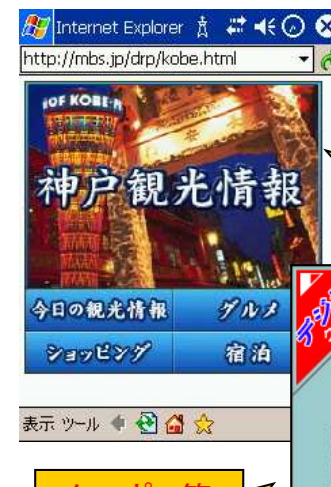 Internet Explorer
http://mbs.jp/drp/kobe.html
OF KOBE
神戸観光情報
今日の観光情報 グルメ
ショッピング 宿泊
デジ
表示 ツール